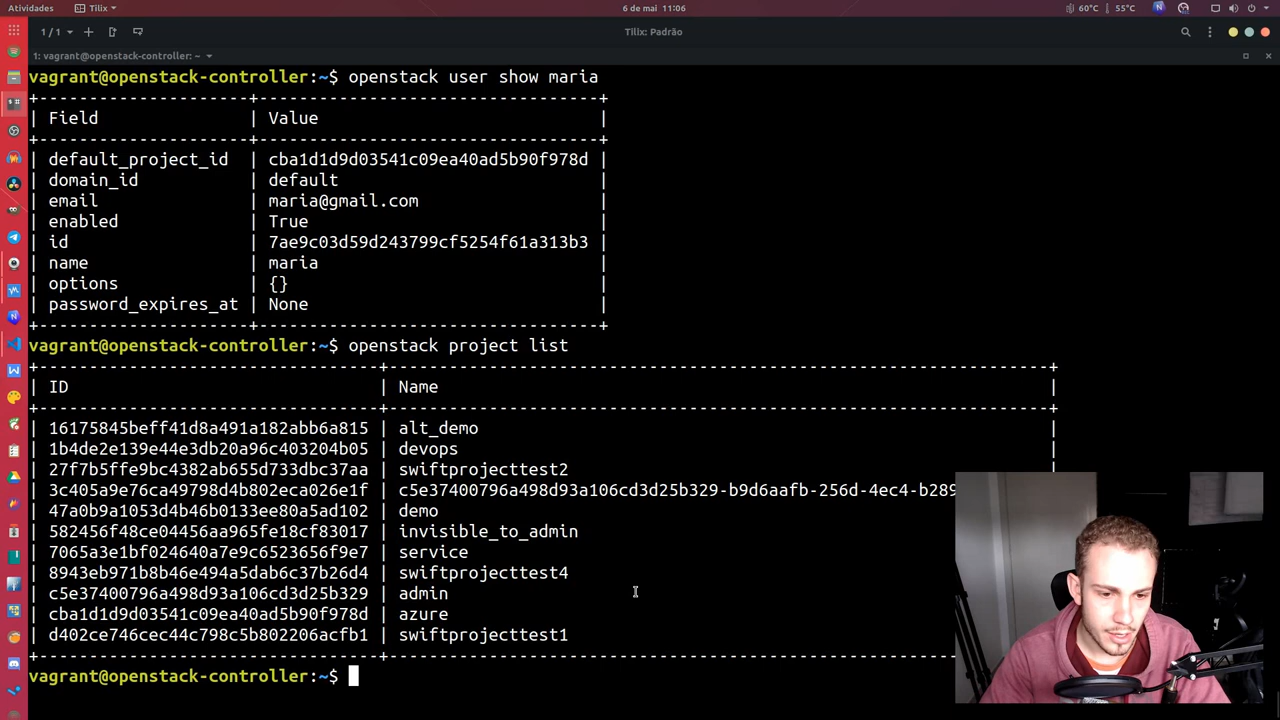 Atividades Tilix 6 de mai 11:06 60°C 55°C
1 / 1 Tilix: Padrão
1: vagrant@openstack-controller: ~
vagrant@openstack-controller:~$ openstack user show maria
+---------------------+----------------------------------+
| Field | Value |
+---------------------+----------------------------------+
| default_project_id | cba1d1d9d03541c09ea40ad5b90f978d |
| domain_id | default |
| email | maria@gmail.com |
| enabled | True |
| id | 7ae9c03d59d243799cf5254f61a313b3 |
| name | maria |
| options | {} |
| password_expires_at | None |
+---------------------+----------------------------------+
vagrant@openstack-controller:~$ openstack project list
+----------------------------------+------------------------------------------------------------------+
| ID | Name |
+----------------------------------+------------------------------------------------------------------+
| 16175845beff41d8a491a182abb6a815 | alt_demo |
| 1b4de2e139e44e3db20a96c403204b05 | devops |
| 27f7b5ffe9bc4382ab655d733dbc37aa | swiftprojecttest2 |
| 3c405a9e76ca49798d4b802eca026e1f | c5e37400796a498d93a106cd3d25b329-b9d6aafb-256d-4ec4-b289
| 47a0b9a1053d4b46b0133ee80a5ad102 | demo
| 582456f48ce04456aa965fe18cf83017 | invisible_to_admin
| 7065a3e1bf024640a7e9c6523656f9e7 | service
| 8943eb971b8b46e494a5dab6c37b26d4 | swiftprojecttest4
| c5e37400796a498d93a106cd3d25b329 | admin
| cba1d1d9d03541c09ea40ad5b90f978d | azure
| d402ce746cec44c798c5b802206acfb1 | swiftprojecttest1
+----------------------------------+---------------------------------------------------------
vagrant@openstack-controller:~$